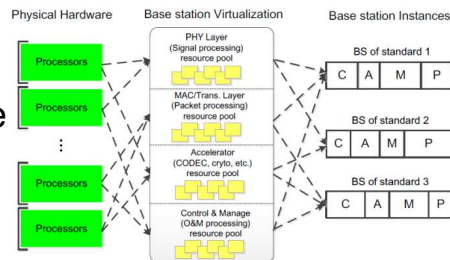 Physical Hardware
Base station Virtualization
Base station Instances
Processors
Processors
Processors
Processors
PHY Layer
(Signal processing)
resource pool
MAC/Trans. Layer
(Packet processing)
resource pool
Accelerator
(CODEC, cryto, etc.)
resource pool
Control & Manage
(O&M processing)
resource pool
BS of standard 1
C A M P
BS of standard 2
C A M P
BS of standard 3
C A M P
e